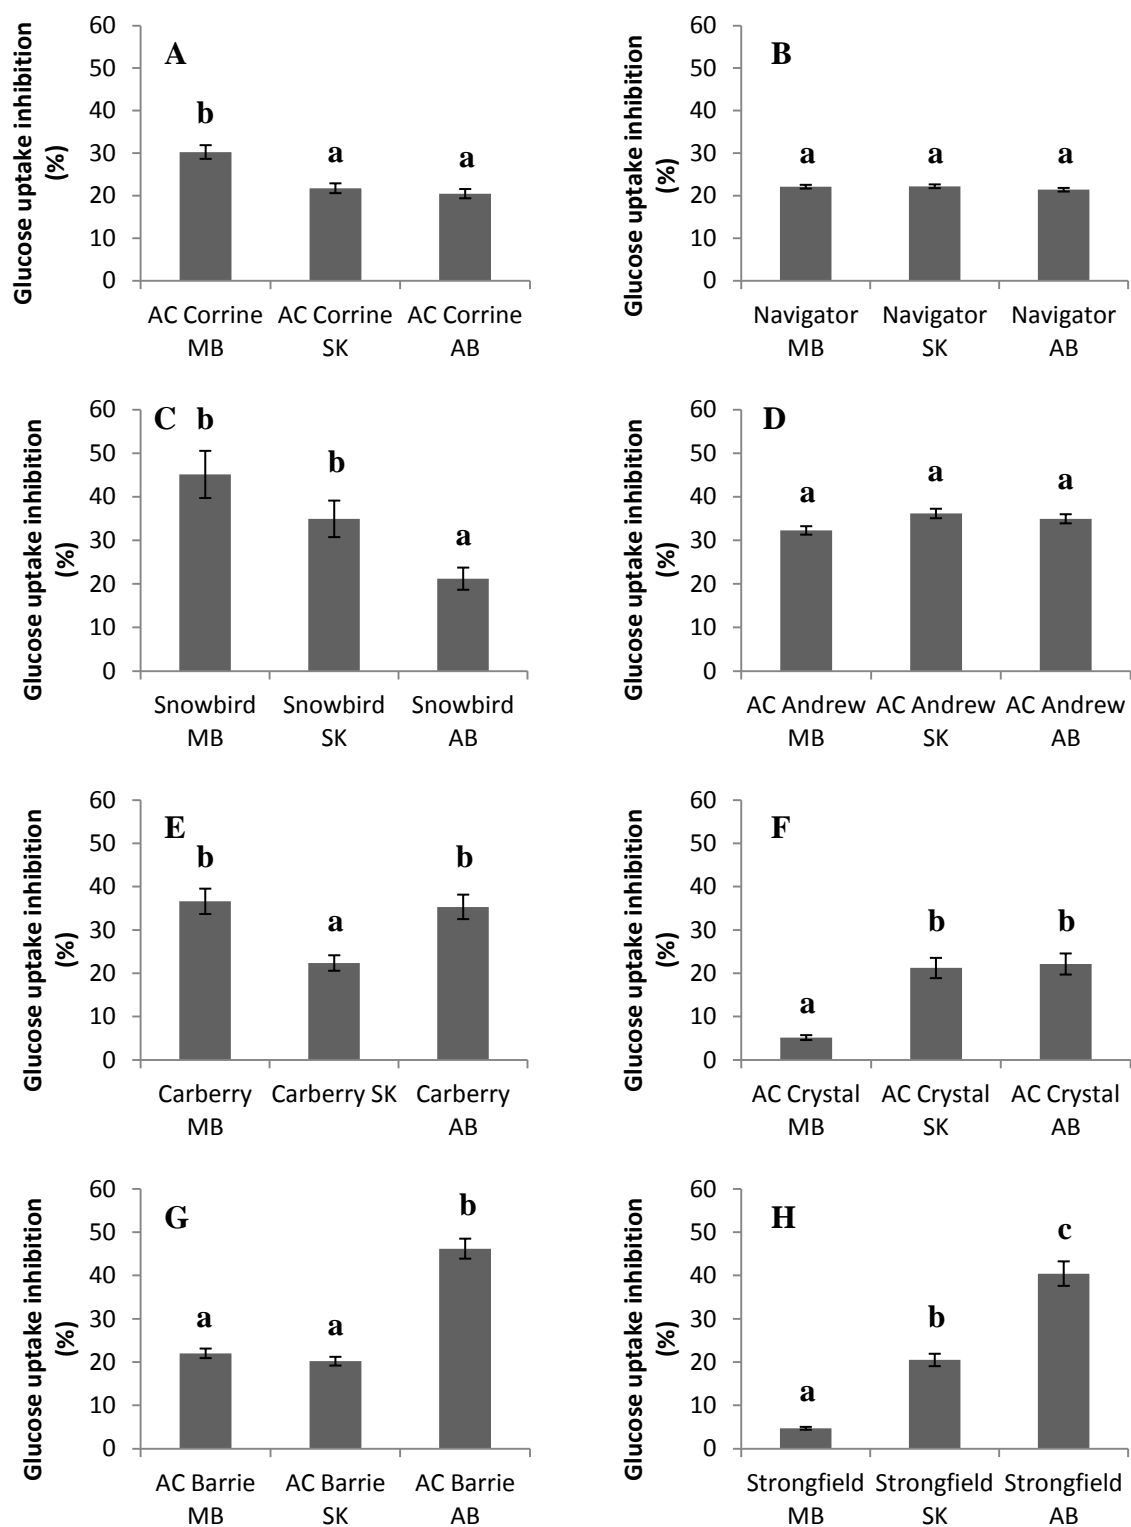 Glucose uptake inhibition
(%)
60
50
40
30
20
10
0
A
b
a
a
AC Corrine AC Corrine AC Corrine
MB SK AB
Glucose uptake inhibition
(%)
60
50
40
30
20
10
0
B
a
a
a
Navigator Navigator Navigator
MB SK AB
Glucose uptake inhibition
(%)
60
50
40
30
20
10
0
C
b
b
a
Snowbird Snowbird Snowbird
MB SK AB
Glucose uptake inhibition
(%)
60
50
40
30
20
10
0
D
a
a
a
AC Andrew AC Andrew AC Andrew
MB SK AB
Glucose uptake inhibition
(%)
60
50
40
30
20
10
0
E
b
a
b
Carberry Carberry SK Carberry
MB AB
Glucose uptake inhibition
(%)
60
50
40
30
20
10
0
F
a
b
b
AC Crystal AC Crystal AC Crystal
MB SK AB
Glucose uptake inhibition
(%)
60
50
40
30
20
10
0
G
a
a
b
AC Barrie AC Barrie AC Barrie
MB SK AB
Glucose uptake inhibition
(%)
60
50
40
30
20
10
0
H
a
b
c
Strongfield Strongfield Strongfield
MB SK AB